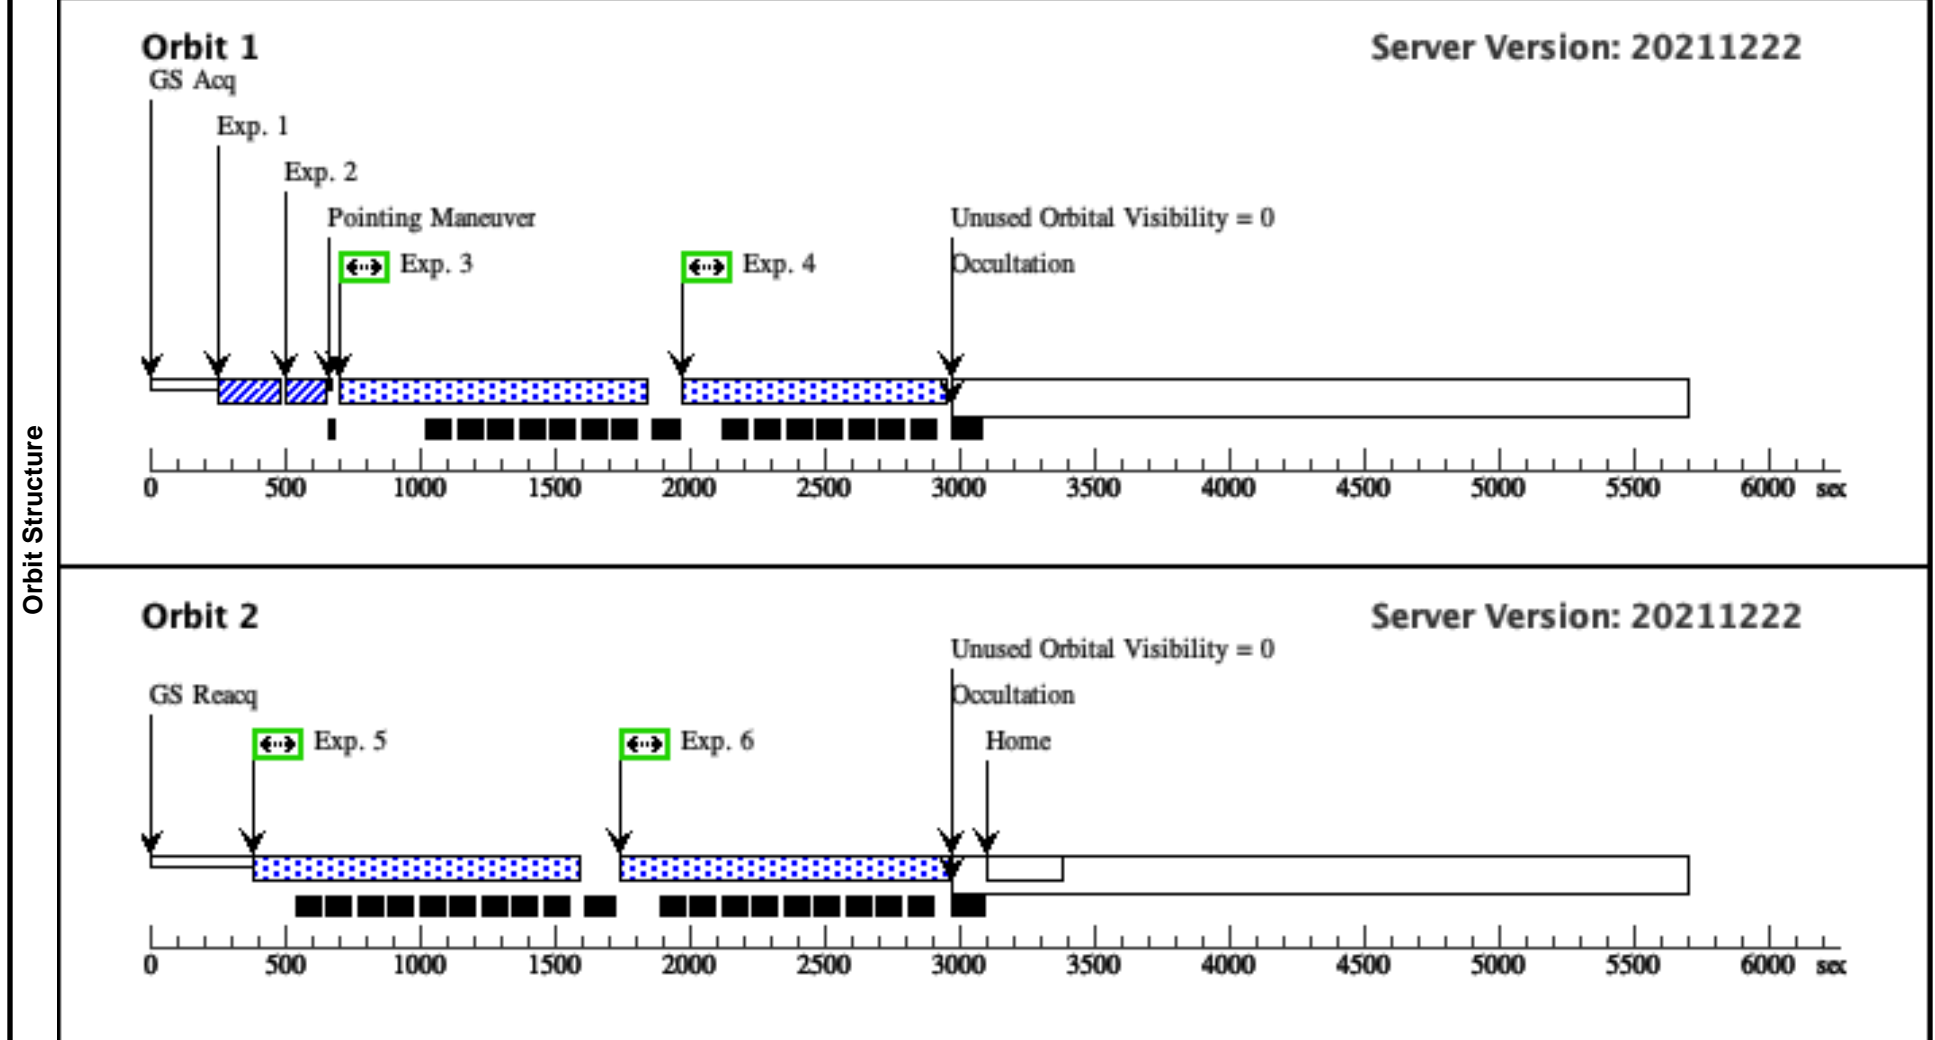 Orbit Structure
Orbit 1
Server Version: 20211222
GS Acq
Exp. 1
Exp. 2
Pointing Maneuver
Unused Orbital Visibility = 0
Exp. 3
Exp. 4
Occultation
0 500 1000 1500 2000 2500 3000 3500 4000 4500 5000 5500 6000 sec
Orbit 2
Server Version: 20211222
Unused Orbital Visibility = 0
GS Reacq
Occultation
Exp. 5
Exp. 6
Home
0 500 1000 1500 2000 2500 3000 3500 4000 4500 5000 5500 6000 sec